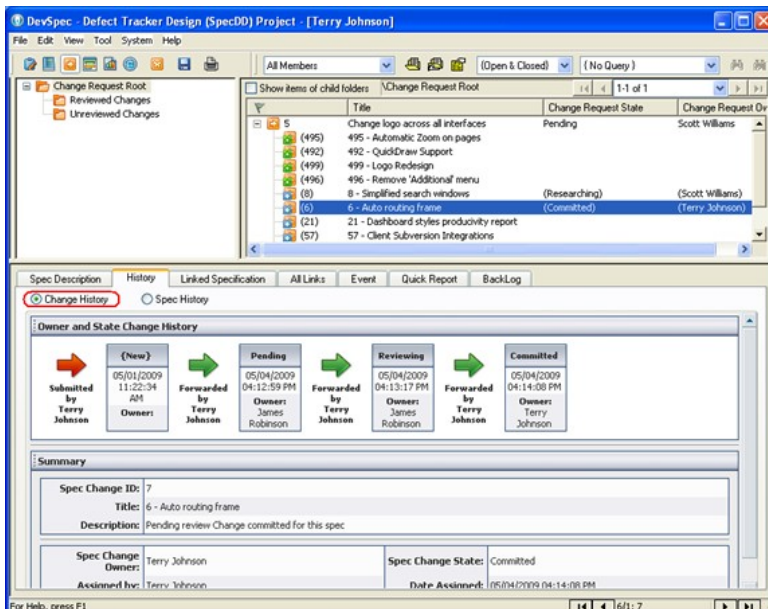 DevSpec - Defect Tracker Design (SpecDD) Project - [Terry Johnson]
File Edit View Tool System Help
All Members (Open & Closed) ( No Query )
Change Request Root
Reviewed Changes
Unreviewed Changes
Show items of child folders \Change Request Root 1-1 of 1
Title Change Request State Change Request Ov
5 Change logo across all interfaces Pending Scott Williams
(495) 495 - Automatic Zoom on pages
(492) 492 - QuickDraw Support
(499) 499 - Logo Redesign
(496) 496 - Remove 'Additional' menu
(8) 8 - Simplified search windows (Researching) (Scott Williams)
(6) 6 - Auto routing frame (Committed) (Terry Johnson)
(21) 21 - Dashboard styles producivity report
(57) 57 - Client Subversion Integrations
Spec Description History Linked Specification All Links Event Quick Report BackLog
Change History Spec History
Owner and State Change History
Submitted by Terry Johnson
{New}
05/01/2009
11:22:34
AM
Owner:
Forwarded by Terry Johnson
Pending
05/04/2009
04:12:59 PM
Owner:
James
Robinson
Forwarded by Terry Johnson
Reviewing
05/04/2009
04:13:17 PM
Owner:
James
Robinson
Forwarded by Terry Johnson
Committed
05/04/2009
04:14:08 PM
Owner:
Terry
Johnson
Summary
Spec Change ID: 7
Title: 6 - Auto routing frame
Description: Pending review Change committed for this spec
Spec Change Owner: Terry Johnson Spec Change State: Committed
Assigned by: Terry Johnson Date Assigned: 05/04/2009 04:14:08 PM
For Help, press F1 6/1: 7